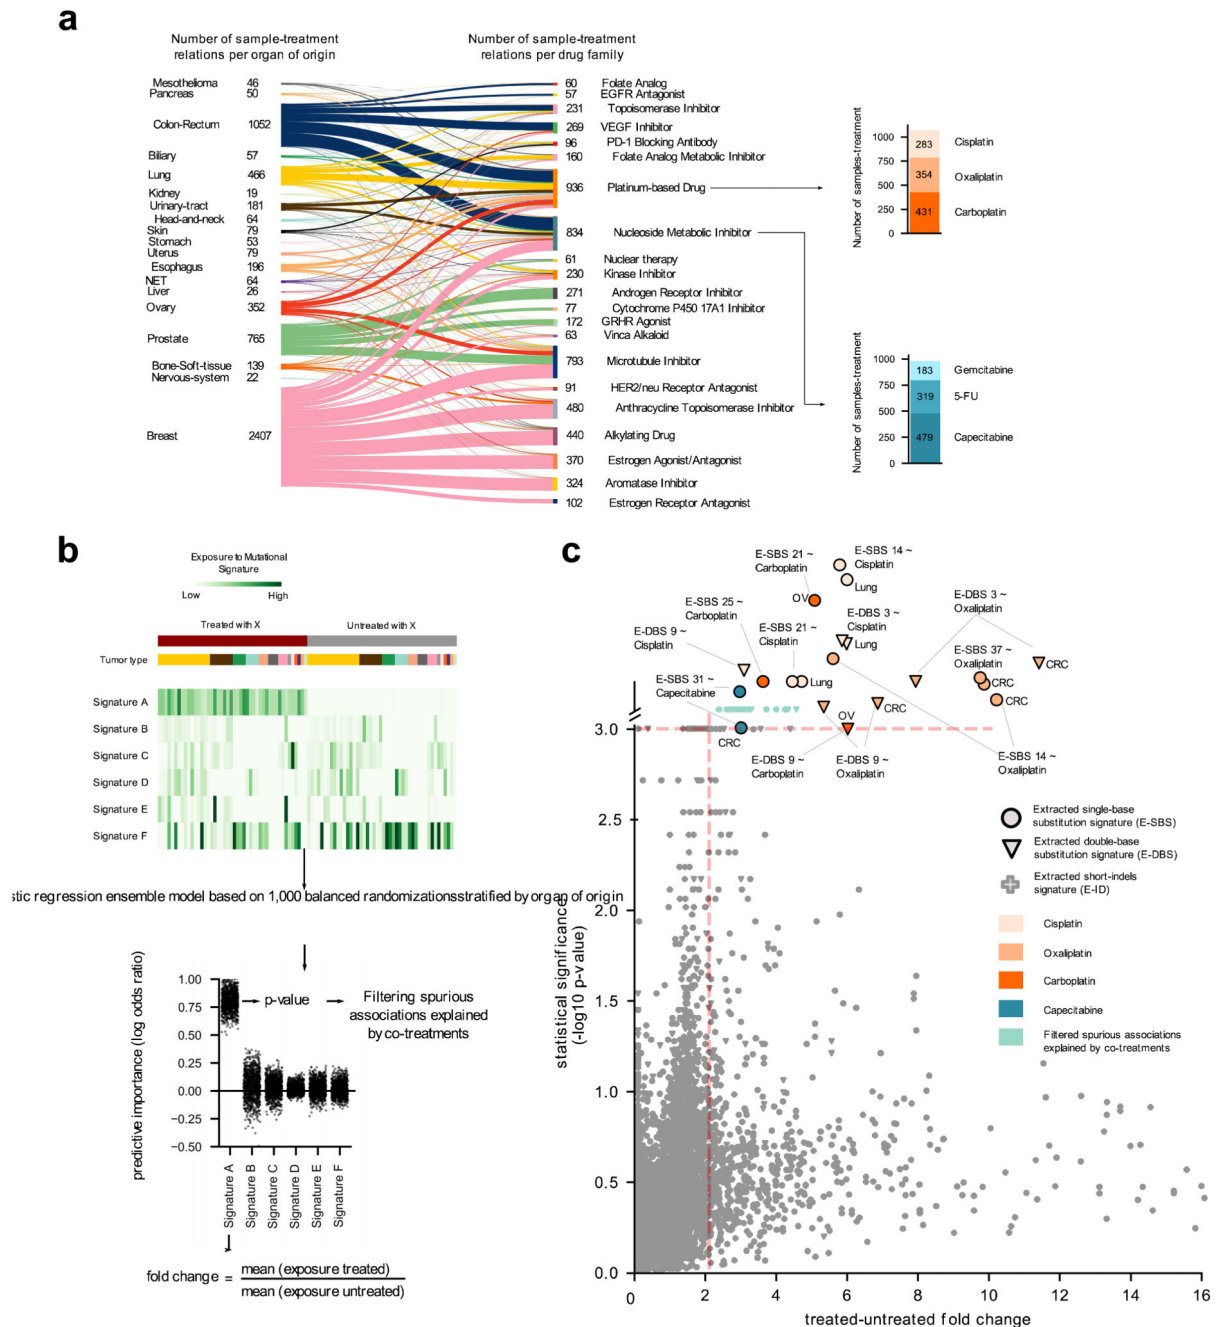 a
Number of sample-treatment
relations per organ of origin
Number of sample-treatment
relations per drug family
Mesothelioma 46
Pancreas 50
Colon-Rectum 1052
Biliary 57
Lung 466
Kidney 19
Urinary-tract 181
Head-and-neck 64
Skin 79
Stomach 53
Uterus 79
Esophagus 196
NET 64
Liver 26
Ovary 352
Prostate 765
Bone-Soft-tissue 139
Nervous-system 22
Breast 2407
60 Folate Analog
57 EGFR Antagonist
231 Topoisomerase Inhibitor
269 VEGF Inhibitor
96 PD-1 Blocking Antibody
160 Folate Analog Metabolic Inhibitor
936 Platinum-based Drug
834 Nucleoside Metabolic Inhibitor
61 Nuclear therapy
230 Kinase Inhibitor
271 Androgen Receptor Inhibitor
77 Cytochrome P450 17A1 Inhibitor
172 GRHR Agonist
63 Vinca Alkaloid
793 Microtubule Inhibitor
91 HER2/neu Receptor Antagonist
480 Anthracycline Topoisomerase Inhibitor
440 Alkylating Drug
370 Estrogen Agonist/Antagonist
324 Aromatase Inhibitor
102 Estrogen Receptor Antagonist
Number of samples-treatment
1000
750
500
250
0
283 Cisplatin
354 Oxaliplatin
431 Carboplatin
Number of samples-treatment
1000
750
500
250
0
183 Gemcitabine
319 5-FU
479 Capecitabine
b
Exposure to Mutational
Signature
Low High
Treated with X Untreated with X
Tumor type
Signature A
Signature B
Signature C
Signature D
Signature E
Signature F
stic regression ensemble model based on 1,000 balanced randomizationsstratified by organ of origin
predictive importance (log odds ratio)
1.00
0.75
0.50
0.25
0.00
−0.25
−0.50
p-value
Filtering spurious
associations explained
by co-treatments
Signature A
Signature B
Signature C
Signature D
Signature E
Signature F
fold change = mean (exposure treated)
mean (exposure untreated)
c
E-SBS 21 ~
Carboplatin
E-SBS 14 ~
Cisplatin
Lung
OV
E-SBS 25 ~
Carboplatin
E-SBS 21 ~
Cisplatin
E-DBS 3 ~
Cisplatin
Lung
E-DBS 3 ~
Oxaliplatin
E-DBS 9 ~
Cisplatin
E-SBS 37 ~
Oxaliplatin
CRC
E-SBS 31 ~
Capecitabine
Lung
CRC
CRC
OV
CRC
E-DBS 9 ~
Carboplatin
E-DBS 9 ~
Oxaliplatin
E-SBS 14 ~
Oxaliplatin
statistical significance
(-log10 p-v alue)
3.0
2.5
2.0
1.5
1.0
0.5
0.0
0 2 4 6 8 10 12 14 16
treated-untreated fold change
Extracted single-base
substitution signature (E-SBS)
Extracted double-base
substitution signature (E-DBS)
Extracted short-indels
signature (E-ID)
Cisplatin
Oxaliplatin
Carboplatin
Capecitabine
Filtered spurious associations
explained by co-treatments